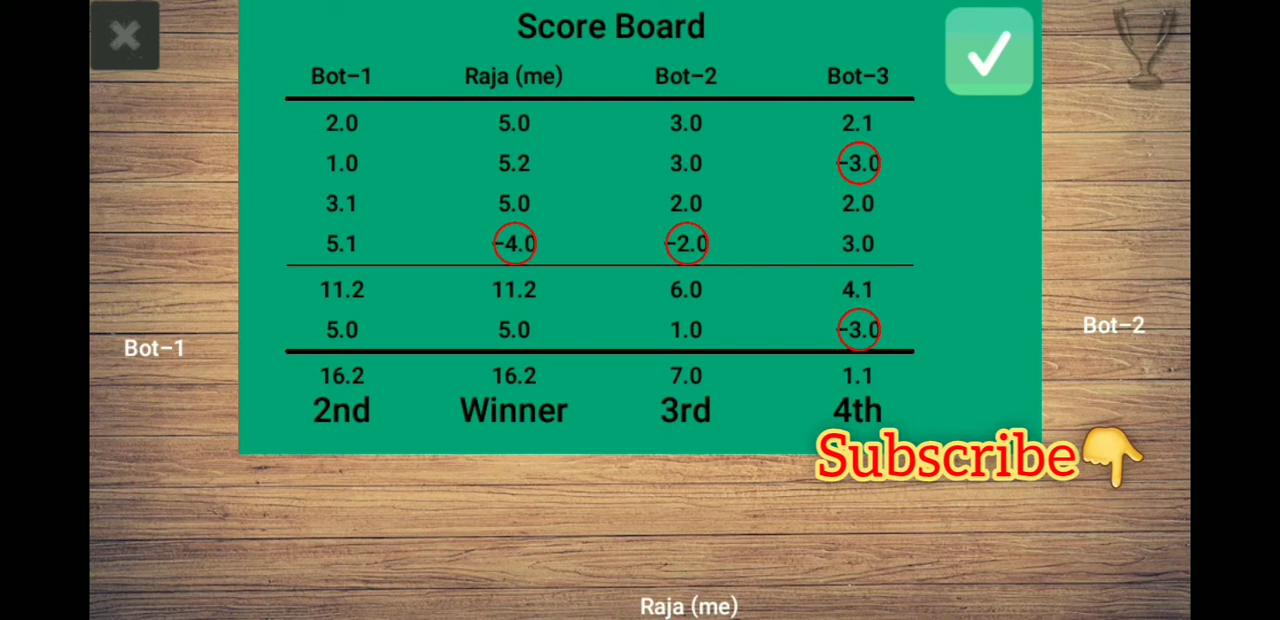 Score Board
Bot-1 Raja (me) Bot-2 Bot-3
2.0 5.0 3.0 2.1
1.0 5.2 3.0 -3.0
3.1 5.0 2.0 2.0
5.1 -4.0 -2.0 3.0
11.2 11.2 6.0 4.1
5.0 5.0 1.0 -3.0
16.2 16.2 7.0 1.1
2nd Winner 3rd 4th
Bot-1
Bot-2
Subscribe👇
Raja (me)